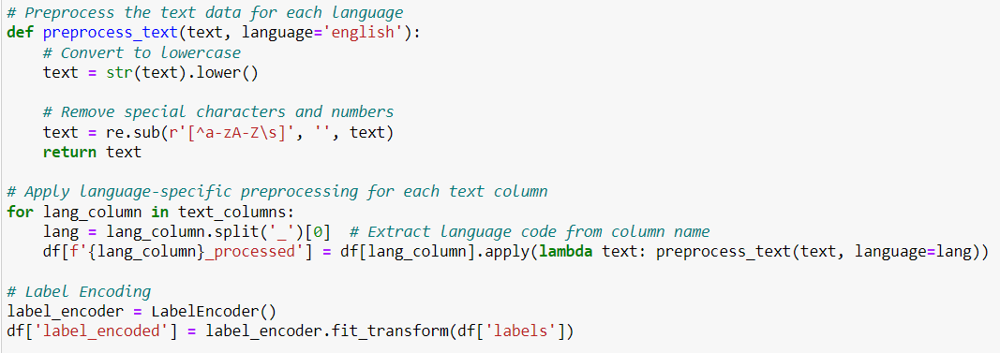 # Preprocess the text data for each language
def preprocess_text(text, language='english'):
    # Convert to lowercase
    text = str(text).lower()

    # Remove special characters and numbers
    text = re.sub(r'[^a-zA-Z\s]', '', text)
    return text

# Apply language-specific preprocessing for each text column
for lang_column in text_columns:
    lang = lang_column.split('_')[0]  # Extract language code from column name
    df[f'{lang_column}_processed'] = df[lang_column].apply(lambda text: preprocess_text(text, language=lang))

# Label Encoding
label_encoder = LabelEncoder()
df['label_encoded'] = label_encoder.fit_transform(df['labels'])